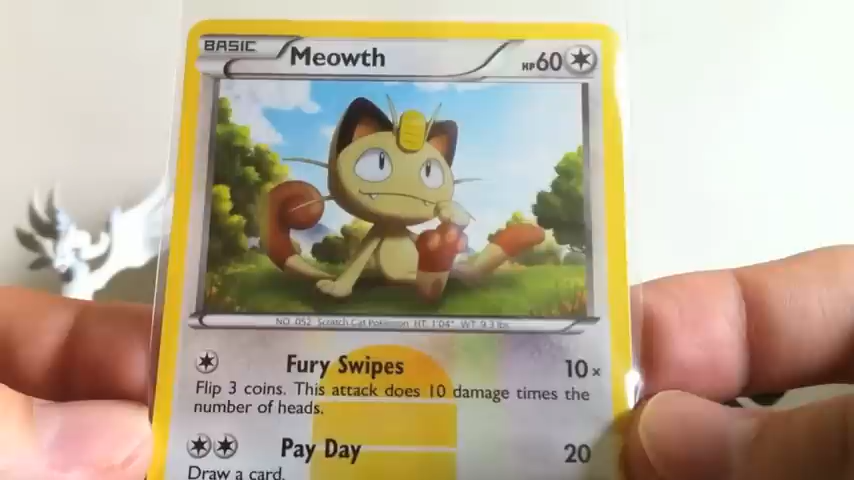 BASIC Meowth HP60
NO. 052 Scratch Cat Pokémon HT: 1'04" WT: 9.3 lbs.
Fury Swipes 10×
Flip 3 coins. This attack does 10 damage times the
number of heads.
Pay Day 20
Draw a card.